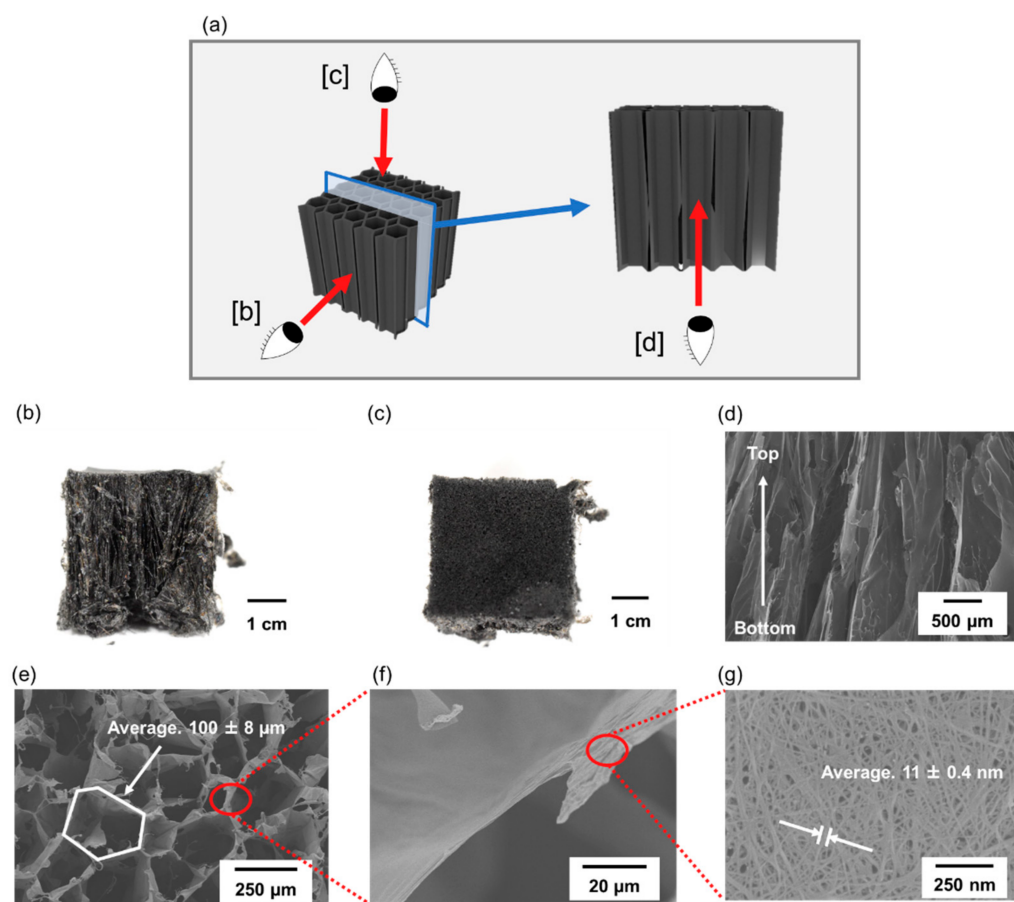 (a)
[c]
[b]
[d]
(b)
(c)
(d)
1 cm
1 cm
Top
Bottom
500 μm
(e)
(f)
(g)
Average. 100 ± 8 μm
250 μm
20 μm
Average. 11 ± 0.4 nm
250 nm